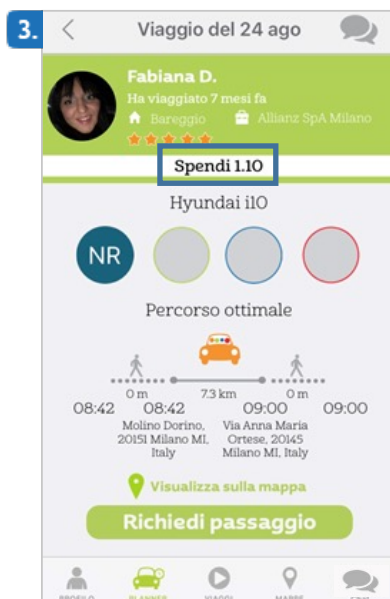 3.
Viaggio del 24 ago
Fabiana D.
Ha viaggiato 7 mesi fa
Bareggio Allianz SpA Milano
Spendi 1.10
Hyundai i10
NR
Percorso ottimale
0 m 7.3 km 0 m
08:42 08:42 09:00 09:00
Molino Dorino, Via Anna Maria
20151 Milano MI, Ortese, 20145
Italy Milano MI, Italy
Visualizza sulla mappa
Richiedi passaggio
PROFILO PLANNER VIAGGI MAPPE